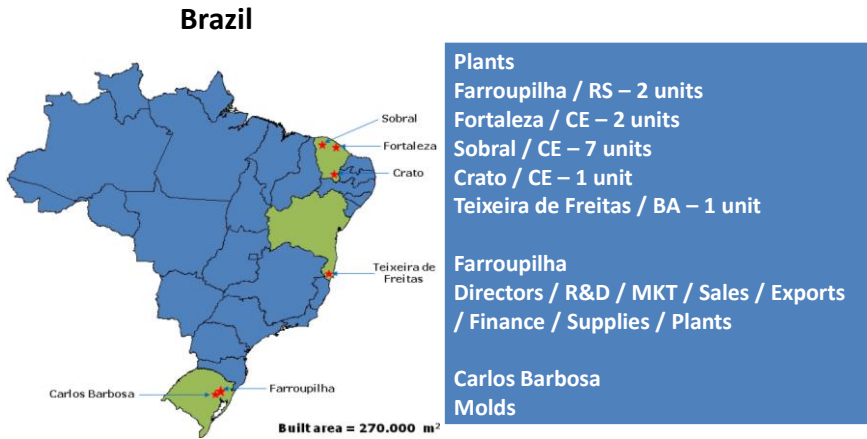 Brazil
Sobral
Fortaleza
Crato
Teixeira de
Freitas
Carlos Barbosa
Farroupilha
Built area = 270.000 m²
Plants
Farroupilha / RS – 2 units
Fortaleza / CE – 2 units
Sobral / CE – 7 units
Crato / CE – 1 unit
Teixeira de Freitas / BA – 1 unit
Farroupilha
Directors / R&D / MKT / Sales / Exports
/ Finance / Supplies / Plants
Carlos Barbosa
Molds